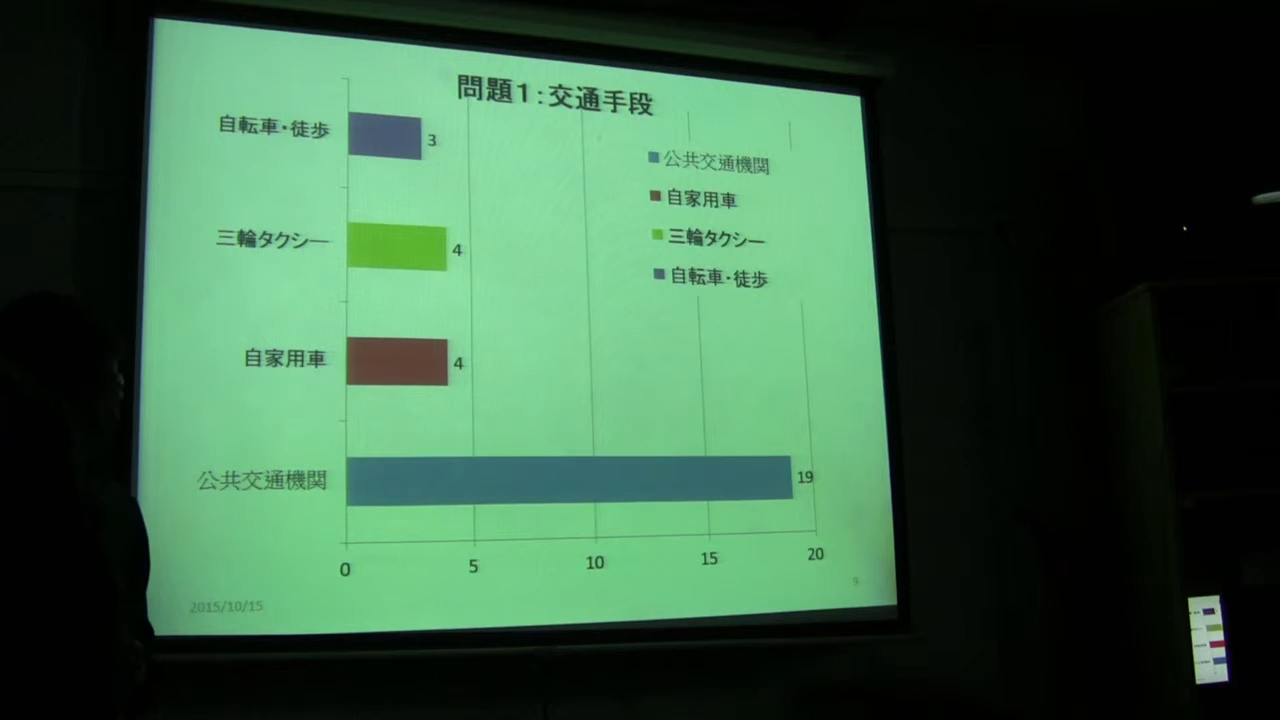 問題１：交通手段
自転車・徒歩
3
三輪タクシー
4
自家用車
4
公共交通機関
19
公共交通機関
自家用車
三輪タクシー
自転車・徒歩
0 5 10 15 20
2015/10/15
9